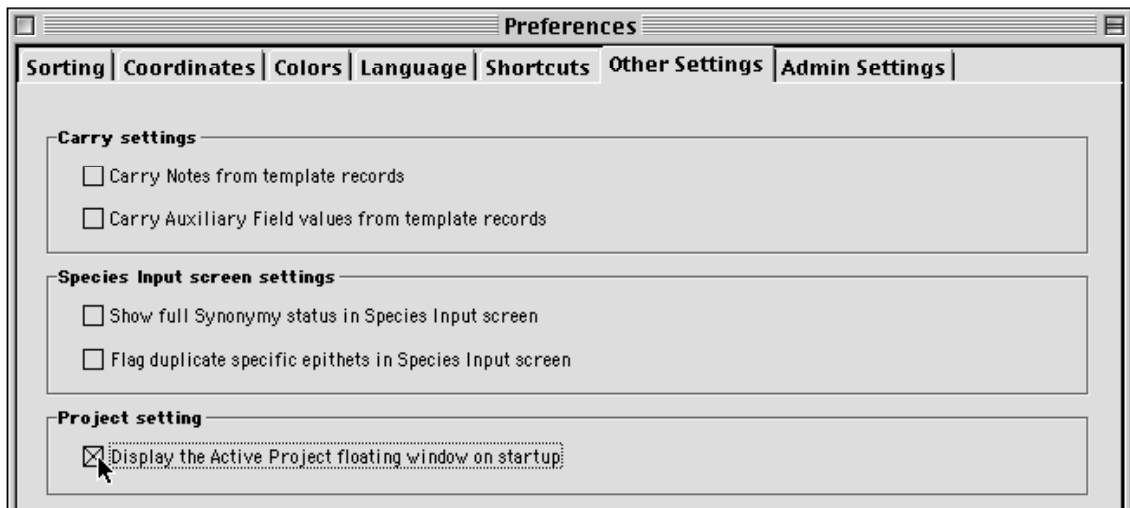 Preferences
Sorting Coordinates Colors Language Shortcuts Other Settings Admin Settings
Carry settings
Carry Notes from template records
Carry Auxiliary Field values from template records
Species Input screen settings
Show full Synonymy status in Species Input screen
Flag duplicate specific epithets in Species Input screen
Project setting
Display the Active Project floating window on startup